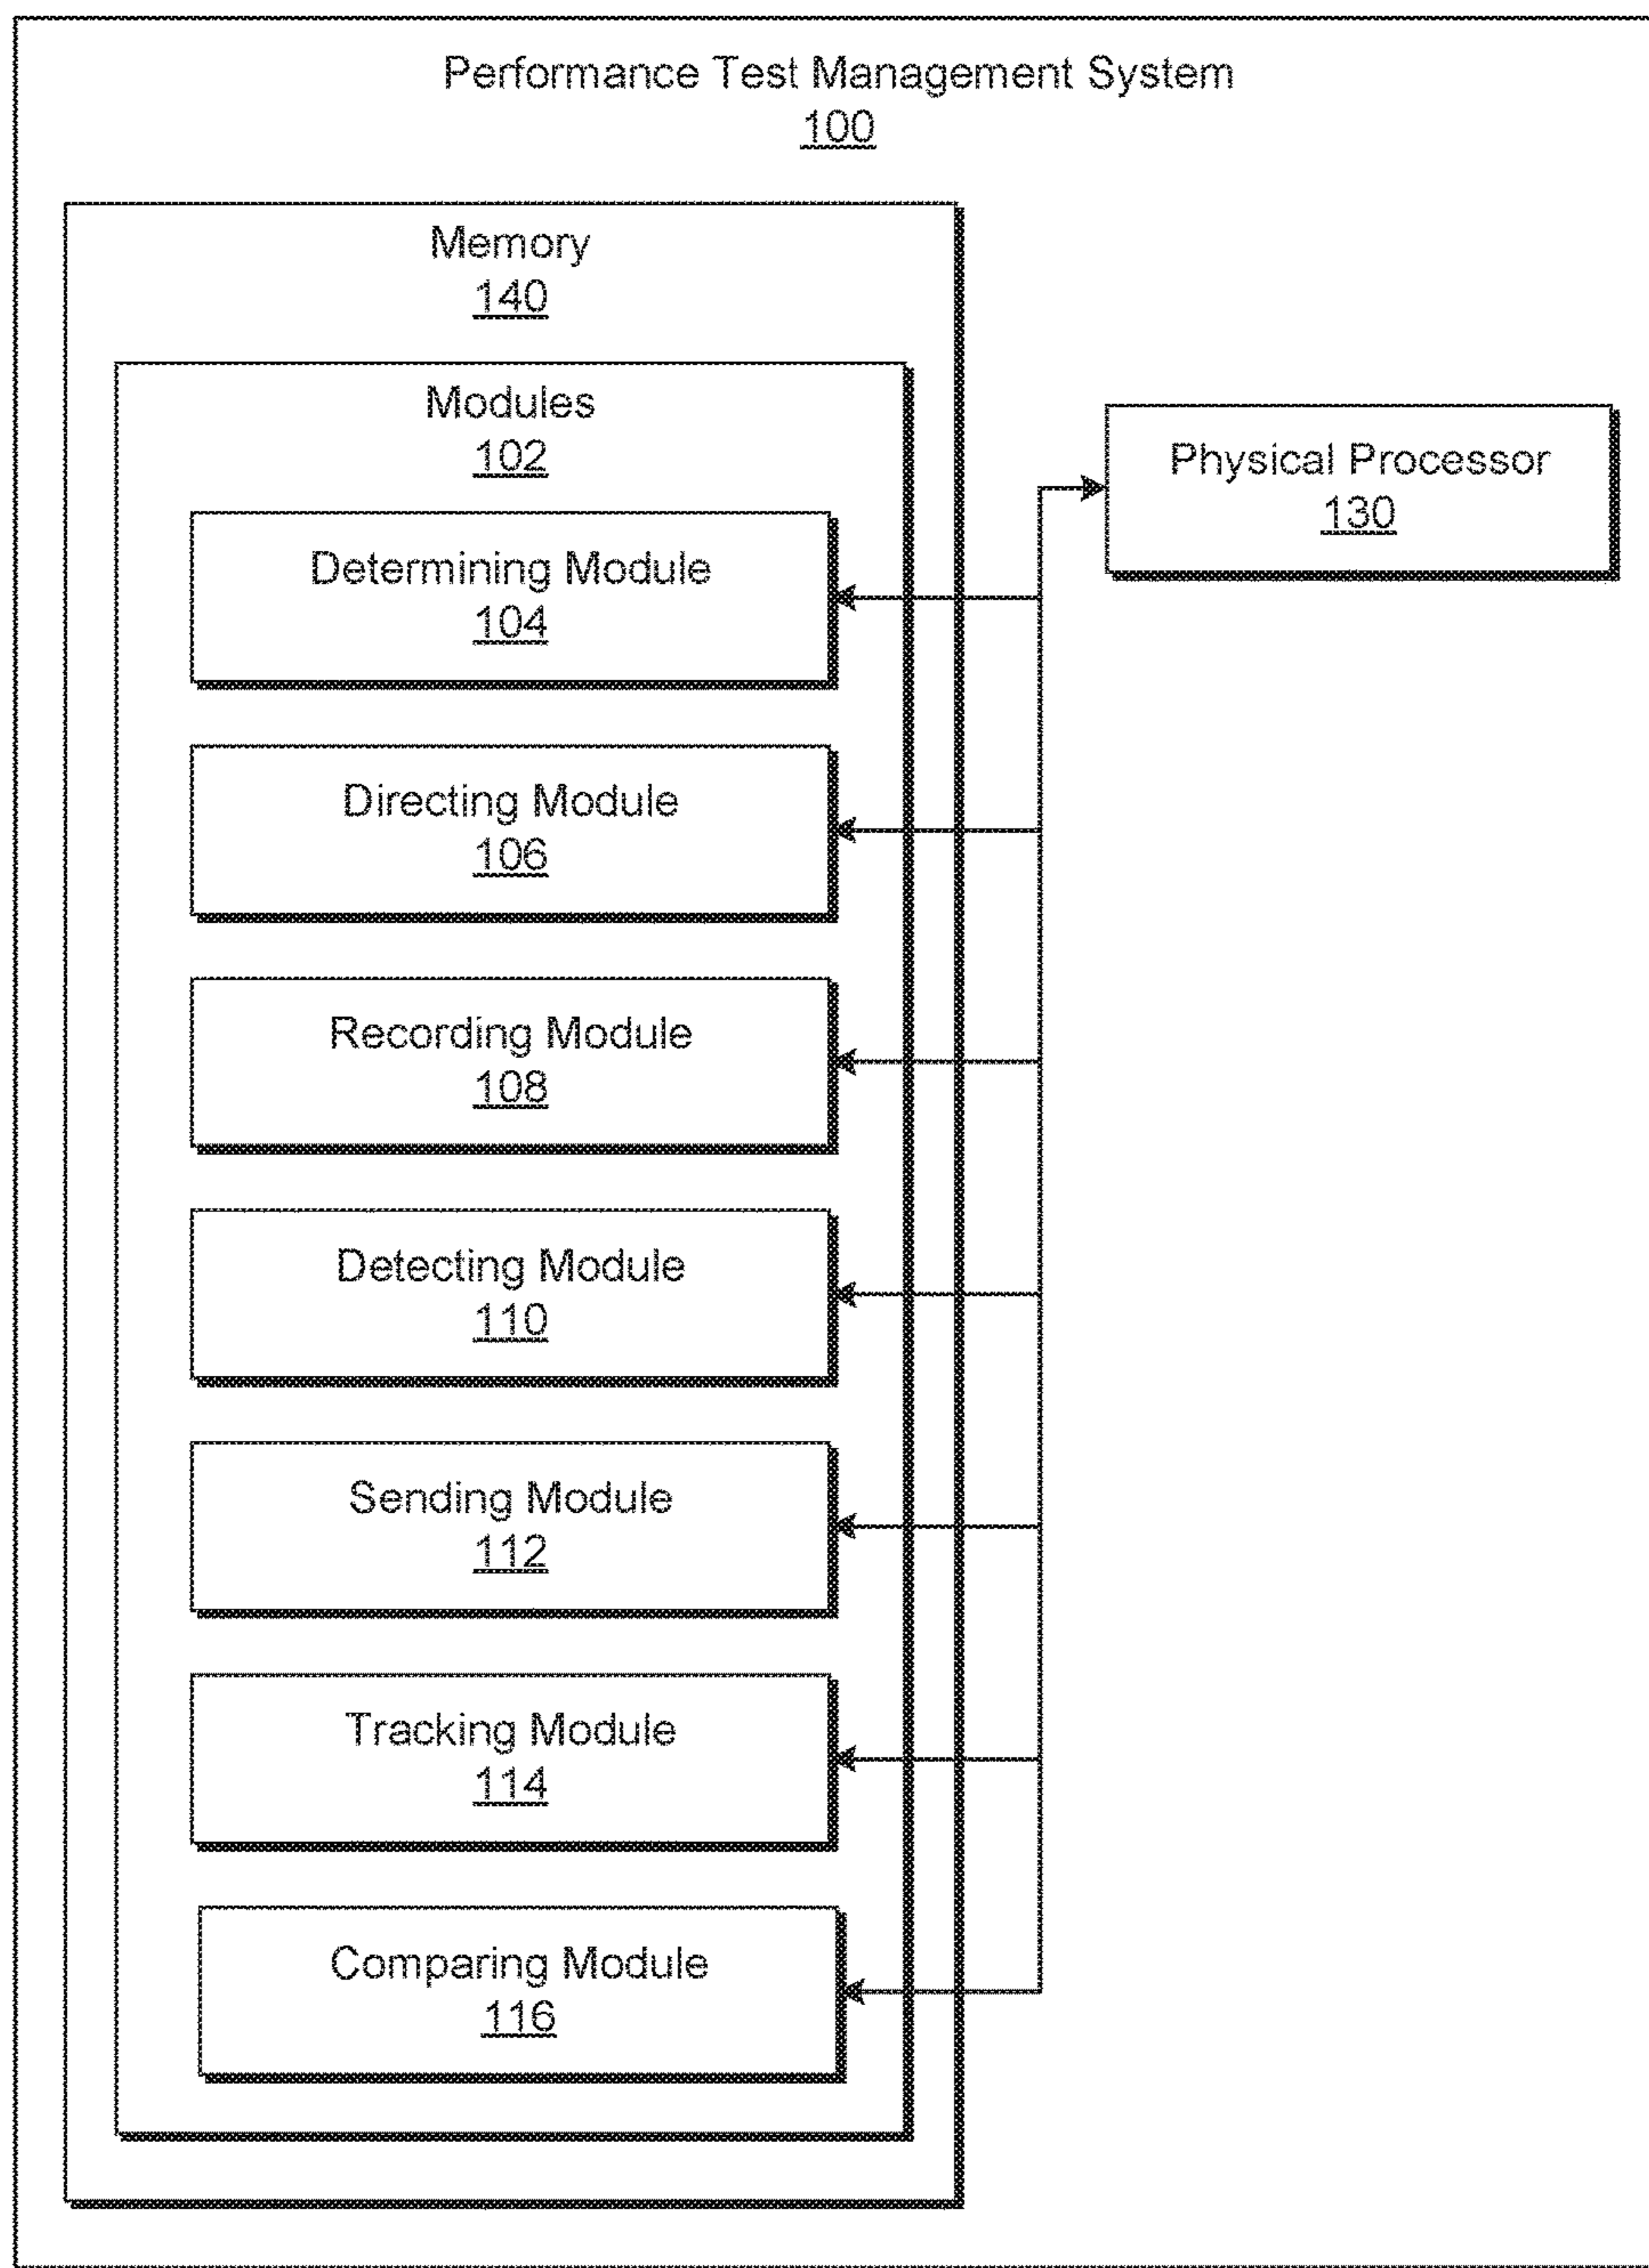 Performance Test Management System
100
Memory
140
Modules
102
Physical Processor
130
Determining Module
104
Directing Module
106
Recording Module
108
Detecting Module
110
Sending Module
112
Tracking Module
114
Comparing Module
116